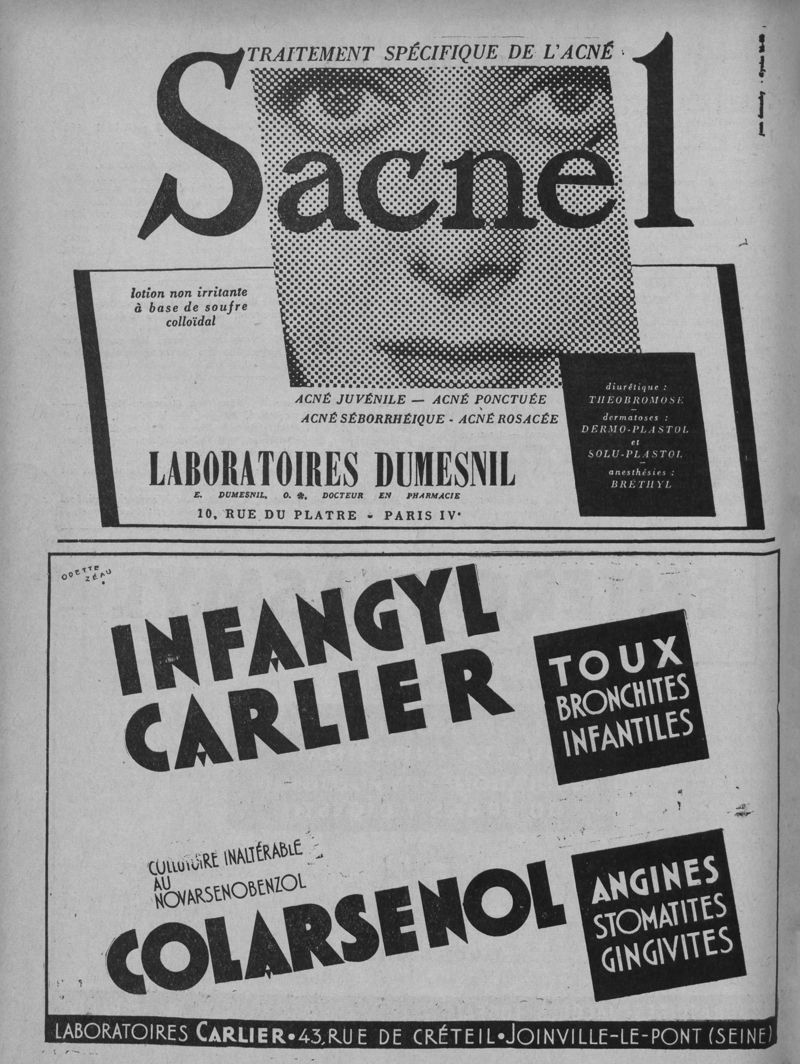 TRAITEMENT SPÉCIFIQUE DE L'ACNÉ
Sacnél
lotion non irritante
à base de soufre
colloïdal
ACNÉ JUVÉNILE — ACNÉ PONCTUÉE
ACNÉ SÉBORRHÉIQUE - ACNÉ ROSACÉE
diurétique :
THEOBROMOSE
—
dermatoses :
DERMO-PLASTOL
et
SOLU-PLASTOL
—
anesthésies :
BRÉTHYL
LABORATOIRES DUMESNIL
E. DUMESNIL, O. ❀, DOCTEUR EN PHARMACIE
10, RUE DU PLATRE - PARIS IVᵉ
ODETTE
ZÉAU
INFANGYL
CARLIER
TOUX
BRONCHITES
INFANTILES
COLLUTOIRE INALTÉRABLE
AU
NOVARSENOBENZOL
COLARSENOL
ANGINES
STOMATITES
GINGIVITES
LABORATOIRES CARLIER•43, RUE DE CRÉTEIL•JOINVILLE-LE-PONT (SEINE)